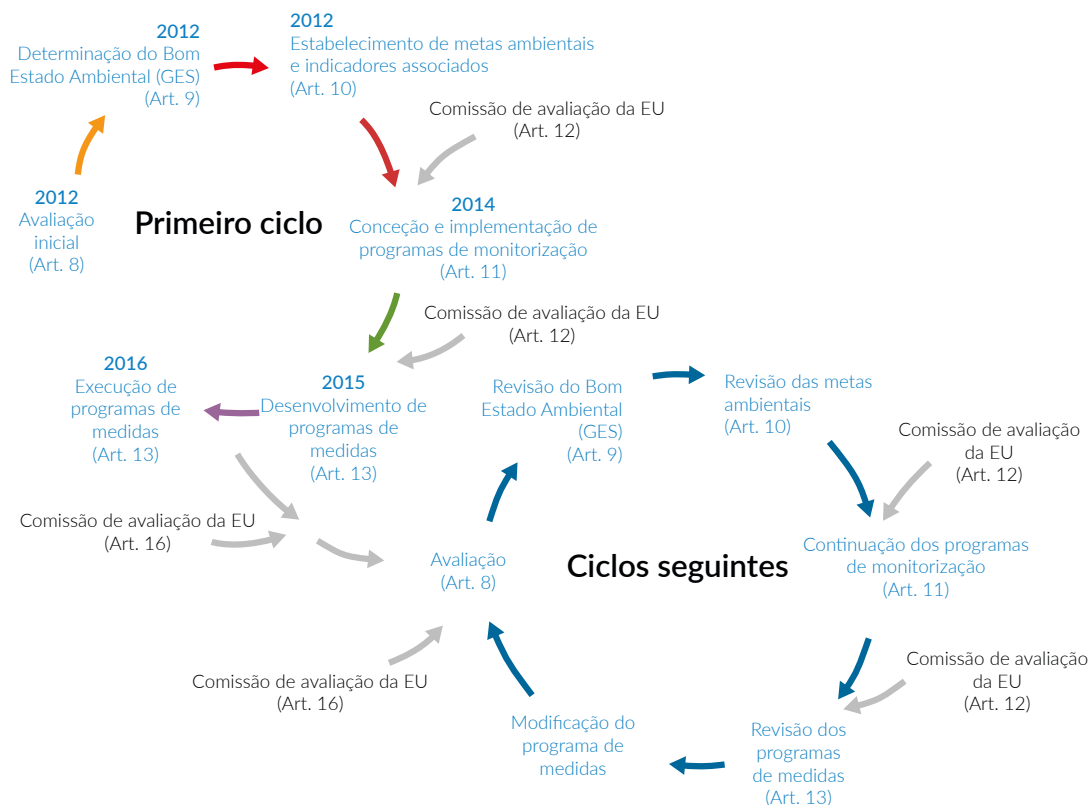 2012
Determinação do Bom
Estado Ambiental (GES)
(Art. 9)
2012
Estabelecimento de metas ambientais
e indicadores associados
(Art. 10)
Comissão de avaliação da EU
(Art. 12)
2012
Avaliação
inicial
(Art. 8)
Primeiro ciclo
2014
Conceção e implementação de
programas de monitorização
(Art. 11)
Comissão de avaliação da EU
(Art. 12)
2016
Execução de
programas de
medidas
(Art. 13)
2015
Desenvolvimento de
programas de
medidas
(Art. 13)
Revisão do Bom
Estado Ambiental
(GES)
(Art. 9)
Revisão das metas
ambientais
(Art. 10)
Comissão de avaliação
da EU
(Art. 12)
Comissão de avaliação da EU
(Art. 16)
Avaliação
(Art. 8)
Ciclos seguintes
Continuação dos programas
de monitorização
(Art. 11)
Comissão de avaliação da EU
(Art. 16)
Comissão de avaliação
da EU
(Art. 12)
Modificação do
programa de
medidas
Revisão dos
programas
de medidas
(Art. 13)